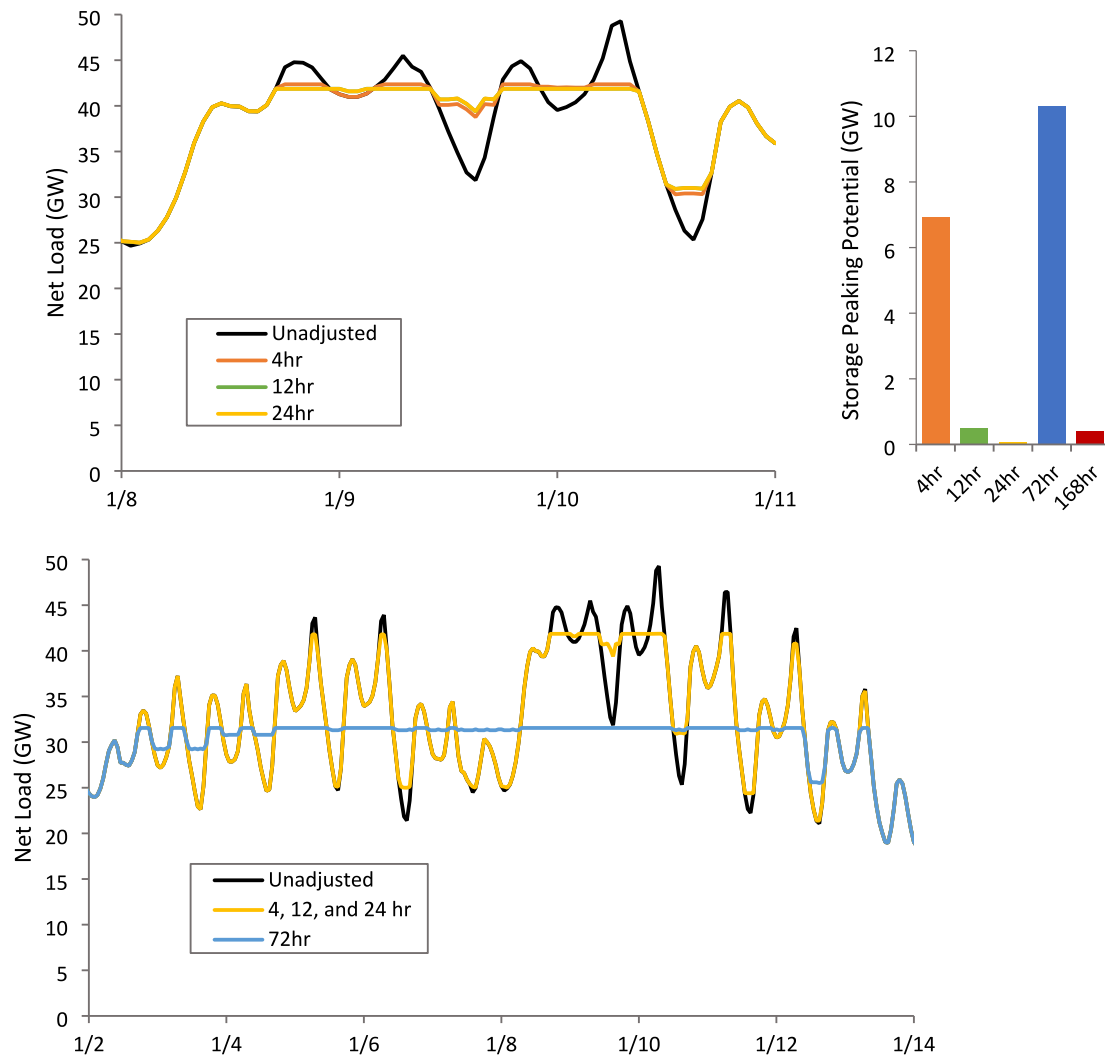 50
45
40
35
30
25
20
15
10
5
0
Net Load (GW)
Unadjusted
4hr
12hr
24hr
1/8
1/9
1/10
1/11
12
10
8
6
4
2
0
Storage Peaking Potential (GW)
4hr
12hr
24hr
72hr
168hr
50
45
40
35
30
25
20
15
10
5
0
Net Load (GW)
Unadjusted
4, 12, and 24 hr
72hr
1/2
1/4
1/6
1/8
1/10
1/12
1/14